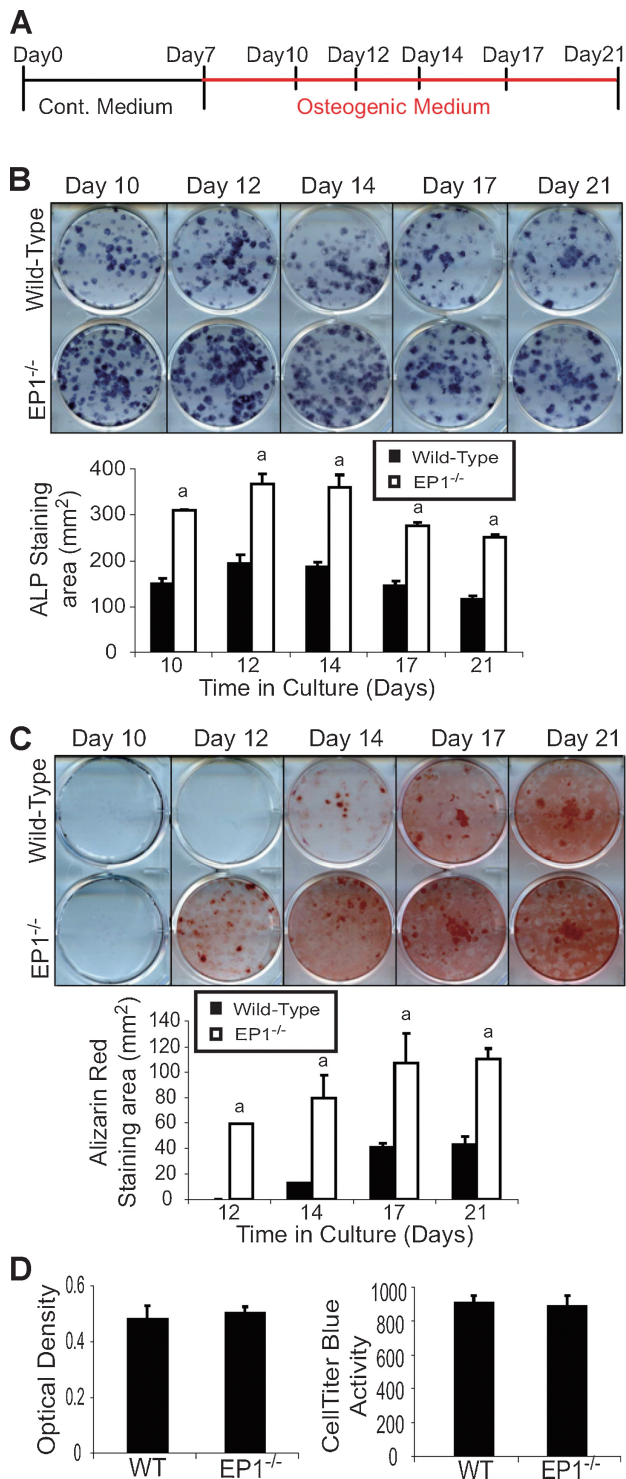 A
Day0 Day7 Day10 Day12 Day14 Day17 Day21
Cont. Medium Osteogenic Medium
B
Day 10 Day 12 Day 14 Day 17 Day 21
Wild-Type
EP1-/-
Wild-Type
EP1-/-
ALP Staining
area (mm2)
400
300
200
100
0
a a a a a
10 12 14 17 21
Time in Culture (Days)
C
Day 10 Day 12 Day 14 Day 17 Day 21
Wild-Type
EP1-/-
Wild-Type
EP1-/-
Alizarin Red
Staining area (mm2)
140
120
100
80
60
40
20
0
a a a a
12 14 17 21
Time in Culture (Days)
D
Optical Density
0.6
0.4
0.2
0
WT EP1-/-
CellTiter Blue
Activity
1000
800
600
400
200
0
WT EP1-/-